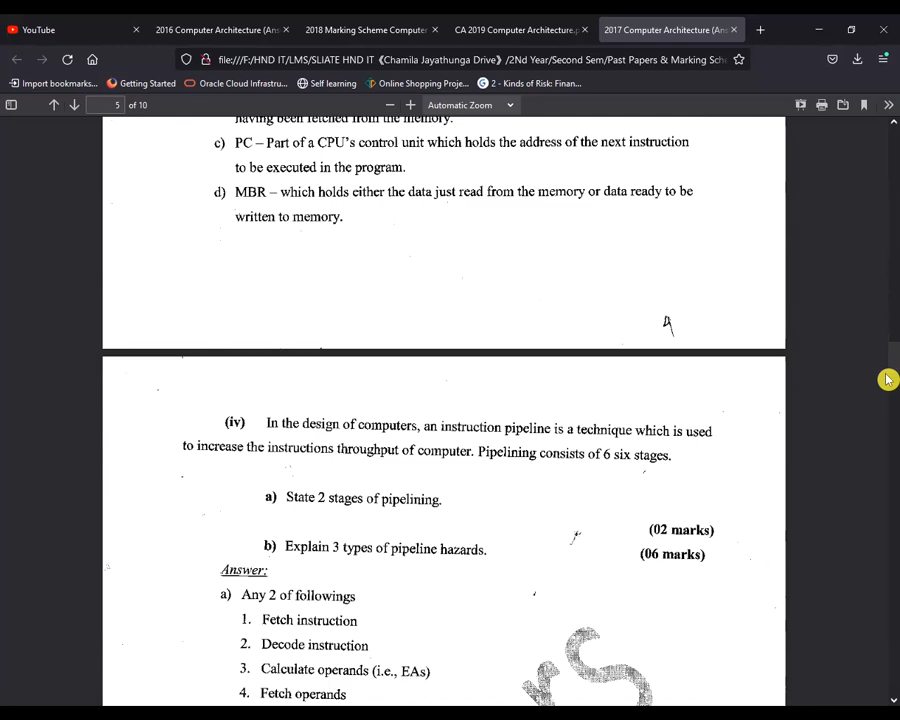 YouTube
2016 Computer Architecture (An
2018 Marking Scheme Computer
CA 2019 Computer Architecture.p
2017 Computer Architecture (An
file:///F:/HND IT/LMS/SLIATE HND IT 《Chamila Jayathunga Drive》/2Nd Year/Second Sem/Past Papers & Marking Sche
Import bookmarks...
Getting Started
Oracle Cloud Infrastru...
Self learning
Online Shopping Proje...
2 - Kinds of Risk: Finan...
5 of 10
Automatic Zoom
having been fetched from the memory.
c) PC – Part of a CPU's control unit which holds the address of the next instruction
to be executed in the program.
d) MBR – which holds either the data just read from the memory or data ready to be
written to memory.
(iv) In the design of computers, an instruction pipeline is a technique which is used
to increase the instructions throughput of computer. Pipelining consists of 6 six stages.
a) State 2 stages of pipelining.
(02 marks)
b) Explain 3 types of pipeline hazards.
(06 marks)
Answer:
a) Any 2 of followings
1. Fetch instruction
2. Decode instruction
3. Calculate operands (i.e., EAs)
4. Fetch operands